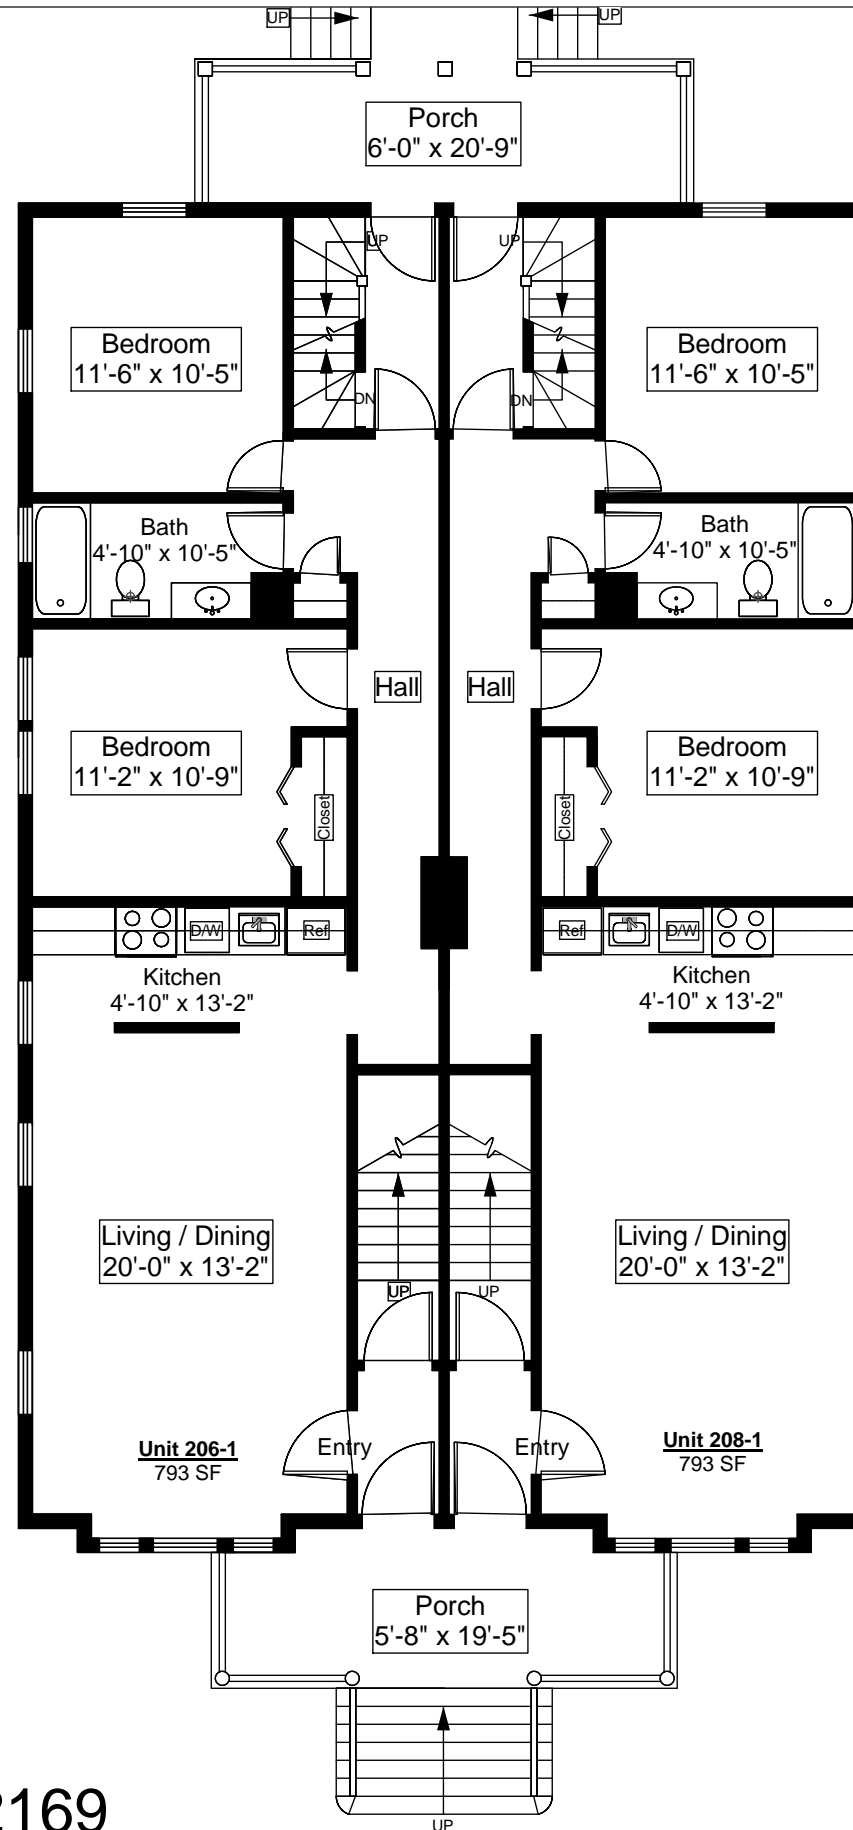 UP
UP
Porch
6'-0" x 20'-9"
UP
UP
Bedroom
11'-6" x 10'-5"
Bedroom
11'-6" x 10'-5"
DN
DN
Bath
4'-10" x 10'-5"
Bath
4'-10" x 10'-5"
Hall
Hall
Bedroom
11'-2" x 10'-9"
Bedroom
11'-2" x 10'-9"
Closet
Closet
D/W
Ref
Ref
D/W
Kitchen
4'-10" x 13'-2"
Kitchen
4'-10" x 13'-2"
Living / Dining
20'-0" x 13'-2"
Living / Dining
20'-0" x 13'-2"
UP
UP
Unit 206-1
793 SF
Entry
Entry
Unit 208-1
793 SF
Porch
5'-8" x 19'-5"
UP
2169